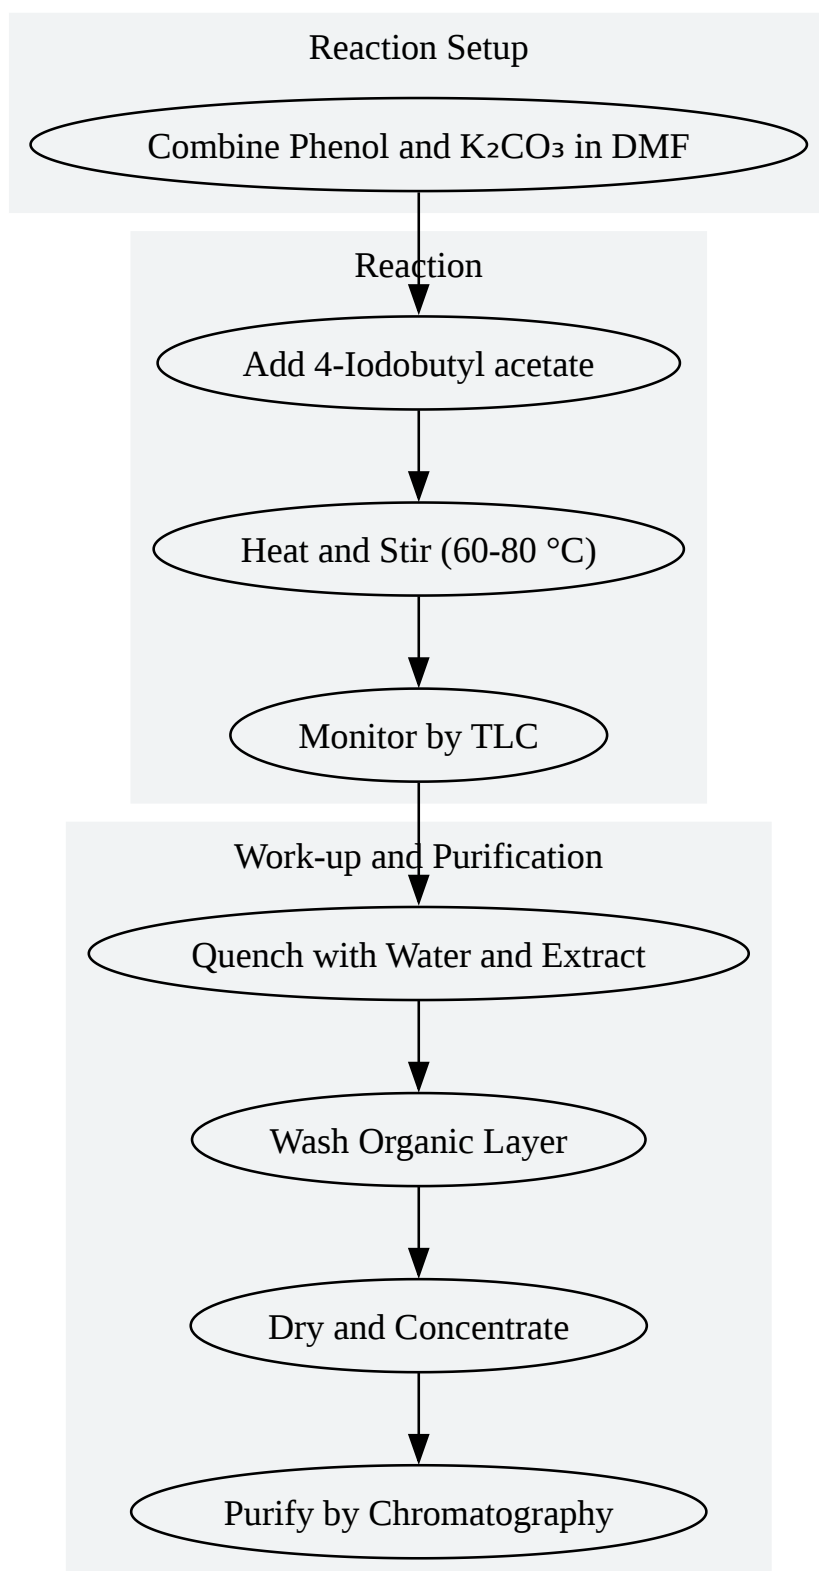 Reaction Setup
Combine Phenol and K₂CO₃ in DMF
Reaction
Add 4-Iodobutyl acetate
Heat and Stir (60-80 °C)
Monitor by TLC
Work-up and Purification
Quench with Water and Extract
Wash Organic Layer
Dry and Concentrate
Purify by Chromatography